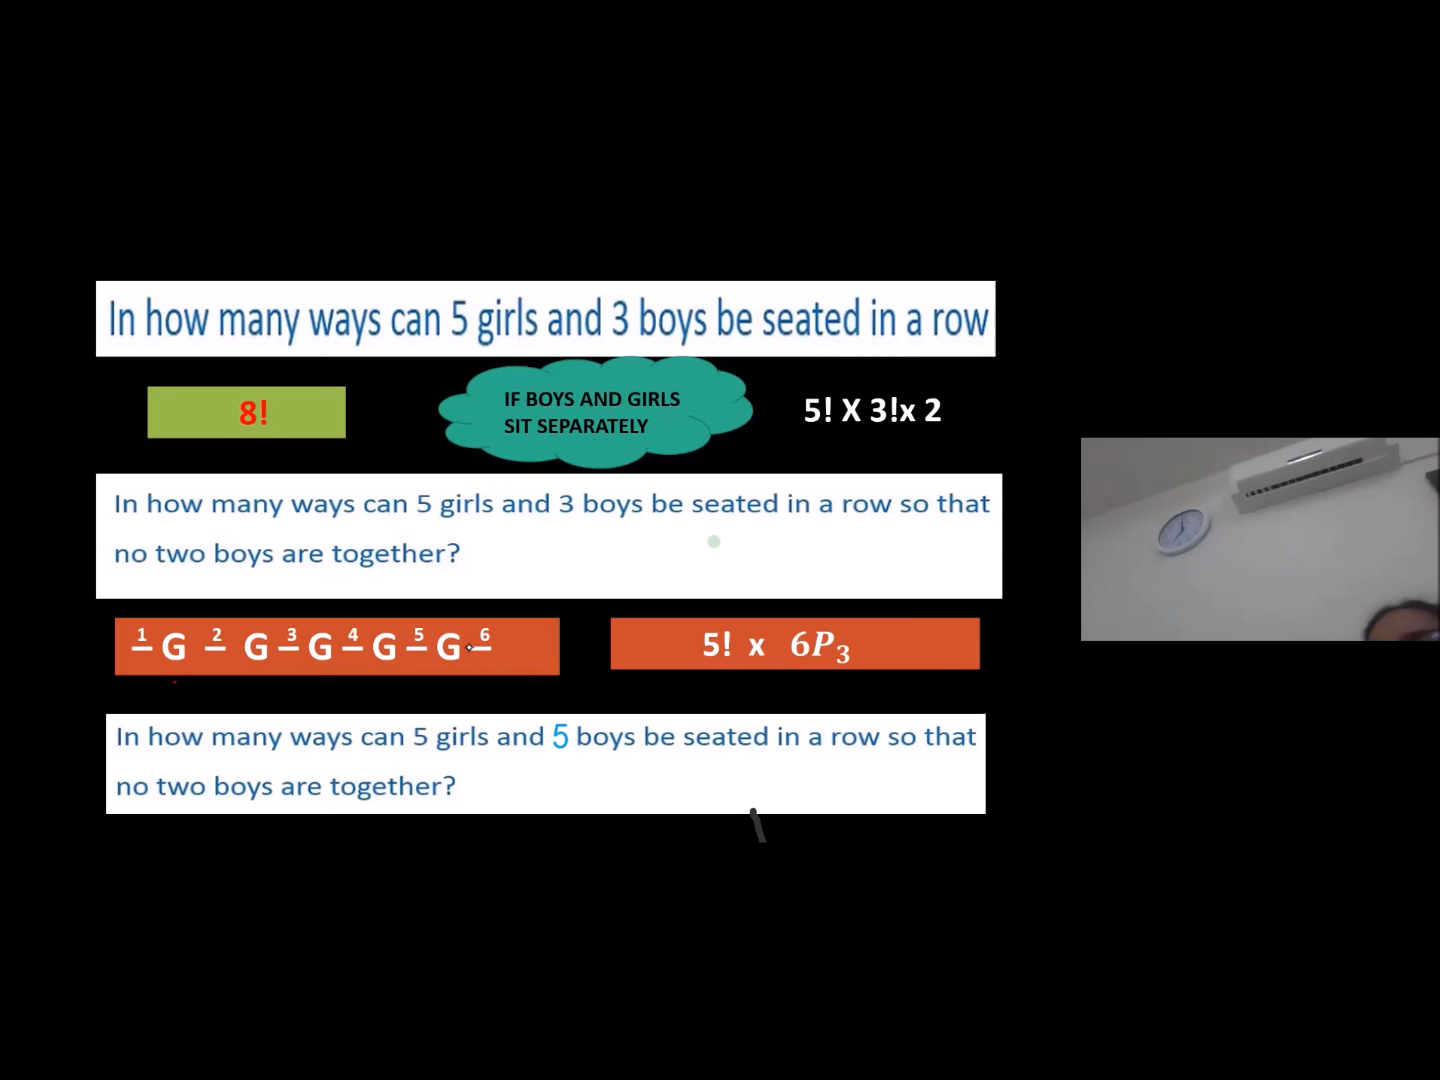 In how many ways can 5 girls and 3 boys be seated in a row
8!
IF BOYS AND GIRLS
SIT SEPARATELY
5! X 3!x 2
In how many ways can 5 girls and 3 boys be seated in a row so that
no two boys are together?
1 G 2 G 3 G 4 G 5 G 6
5! x 6P₃
In how many ways can 5 girls and 5 boys be seated in a row so that
no two boys are together?